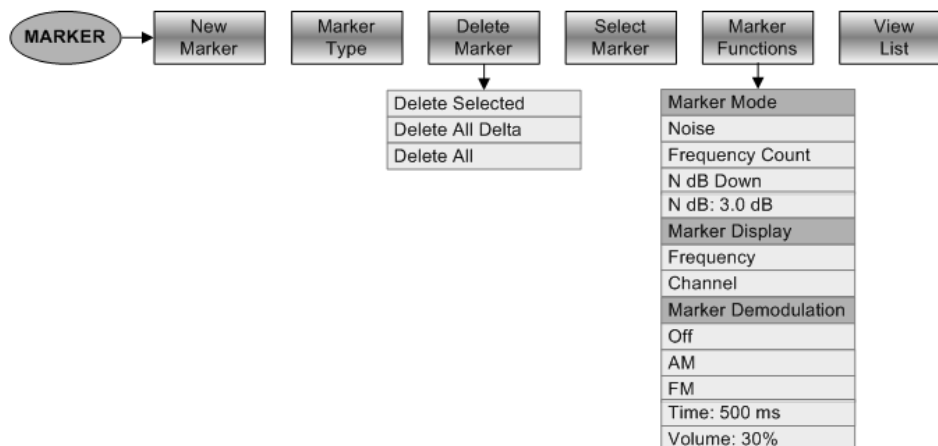 MARKER
New
Marker
Marker
Type
Delete
Marker
Select
Marker
Marker
Functions
View
List
Delete Selected
Delete All Delta
Delete All
Marker Mode
Noise
Frequency Count
N dB Down
N dB: 3.0 dB
Marker Display
Frequency
Channel
Marker Demodulation
Off
AM
FM
Time: 500 ms
Volume: 30%